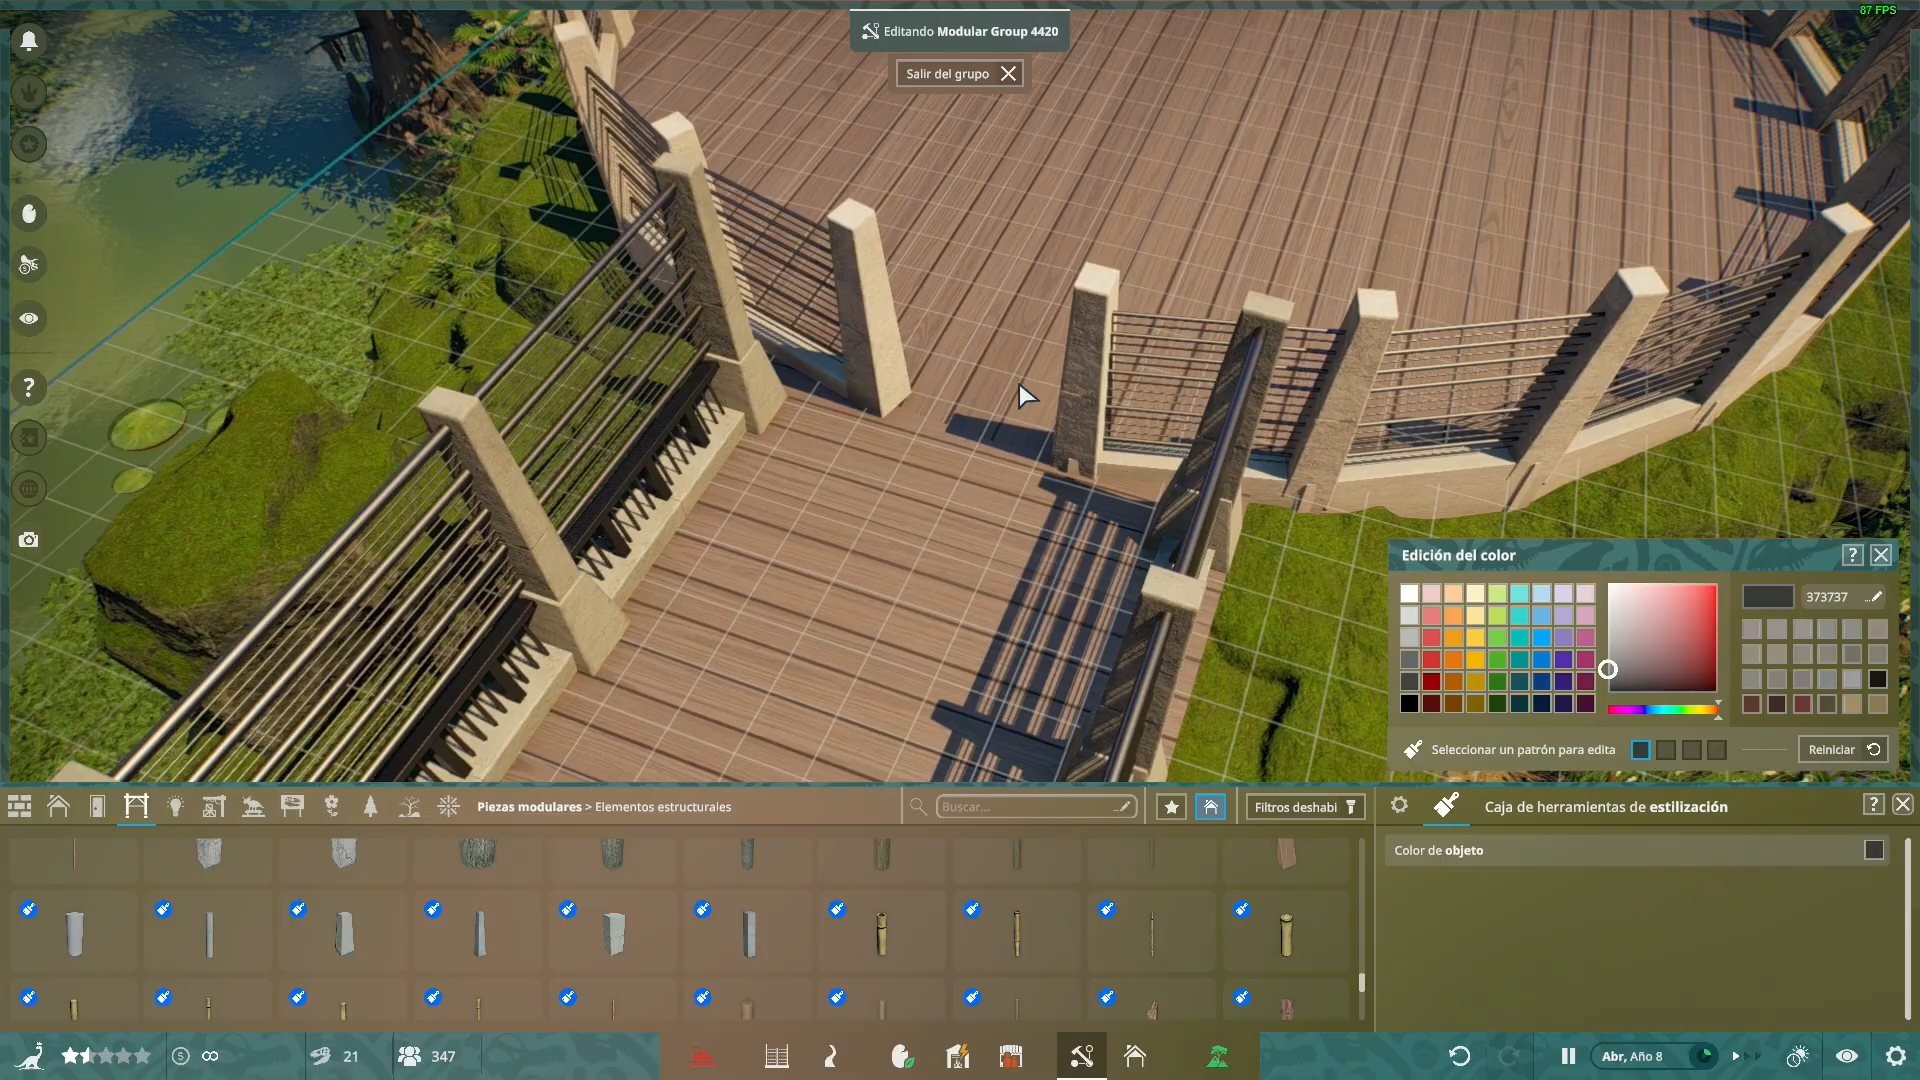 87 FPS
Editando Modular Group 4420
Salir del grupo
Edición del color
?
373737
...
Seleccionar un patrón para edita
Reiniciar
?
Piezas modulares > Elementos estructurales
Buscar...
Filtros deshabi
Caja de herramientas de estilización
?
Color de objeto
$ ∞
21
347
Abr, Año 8